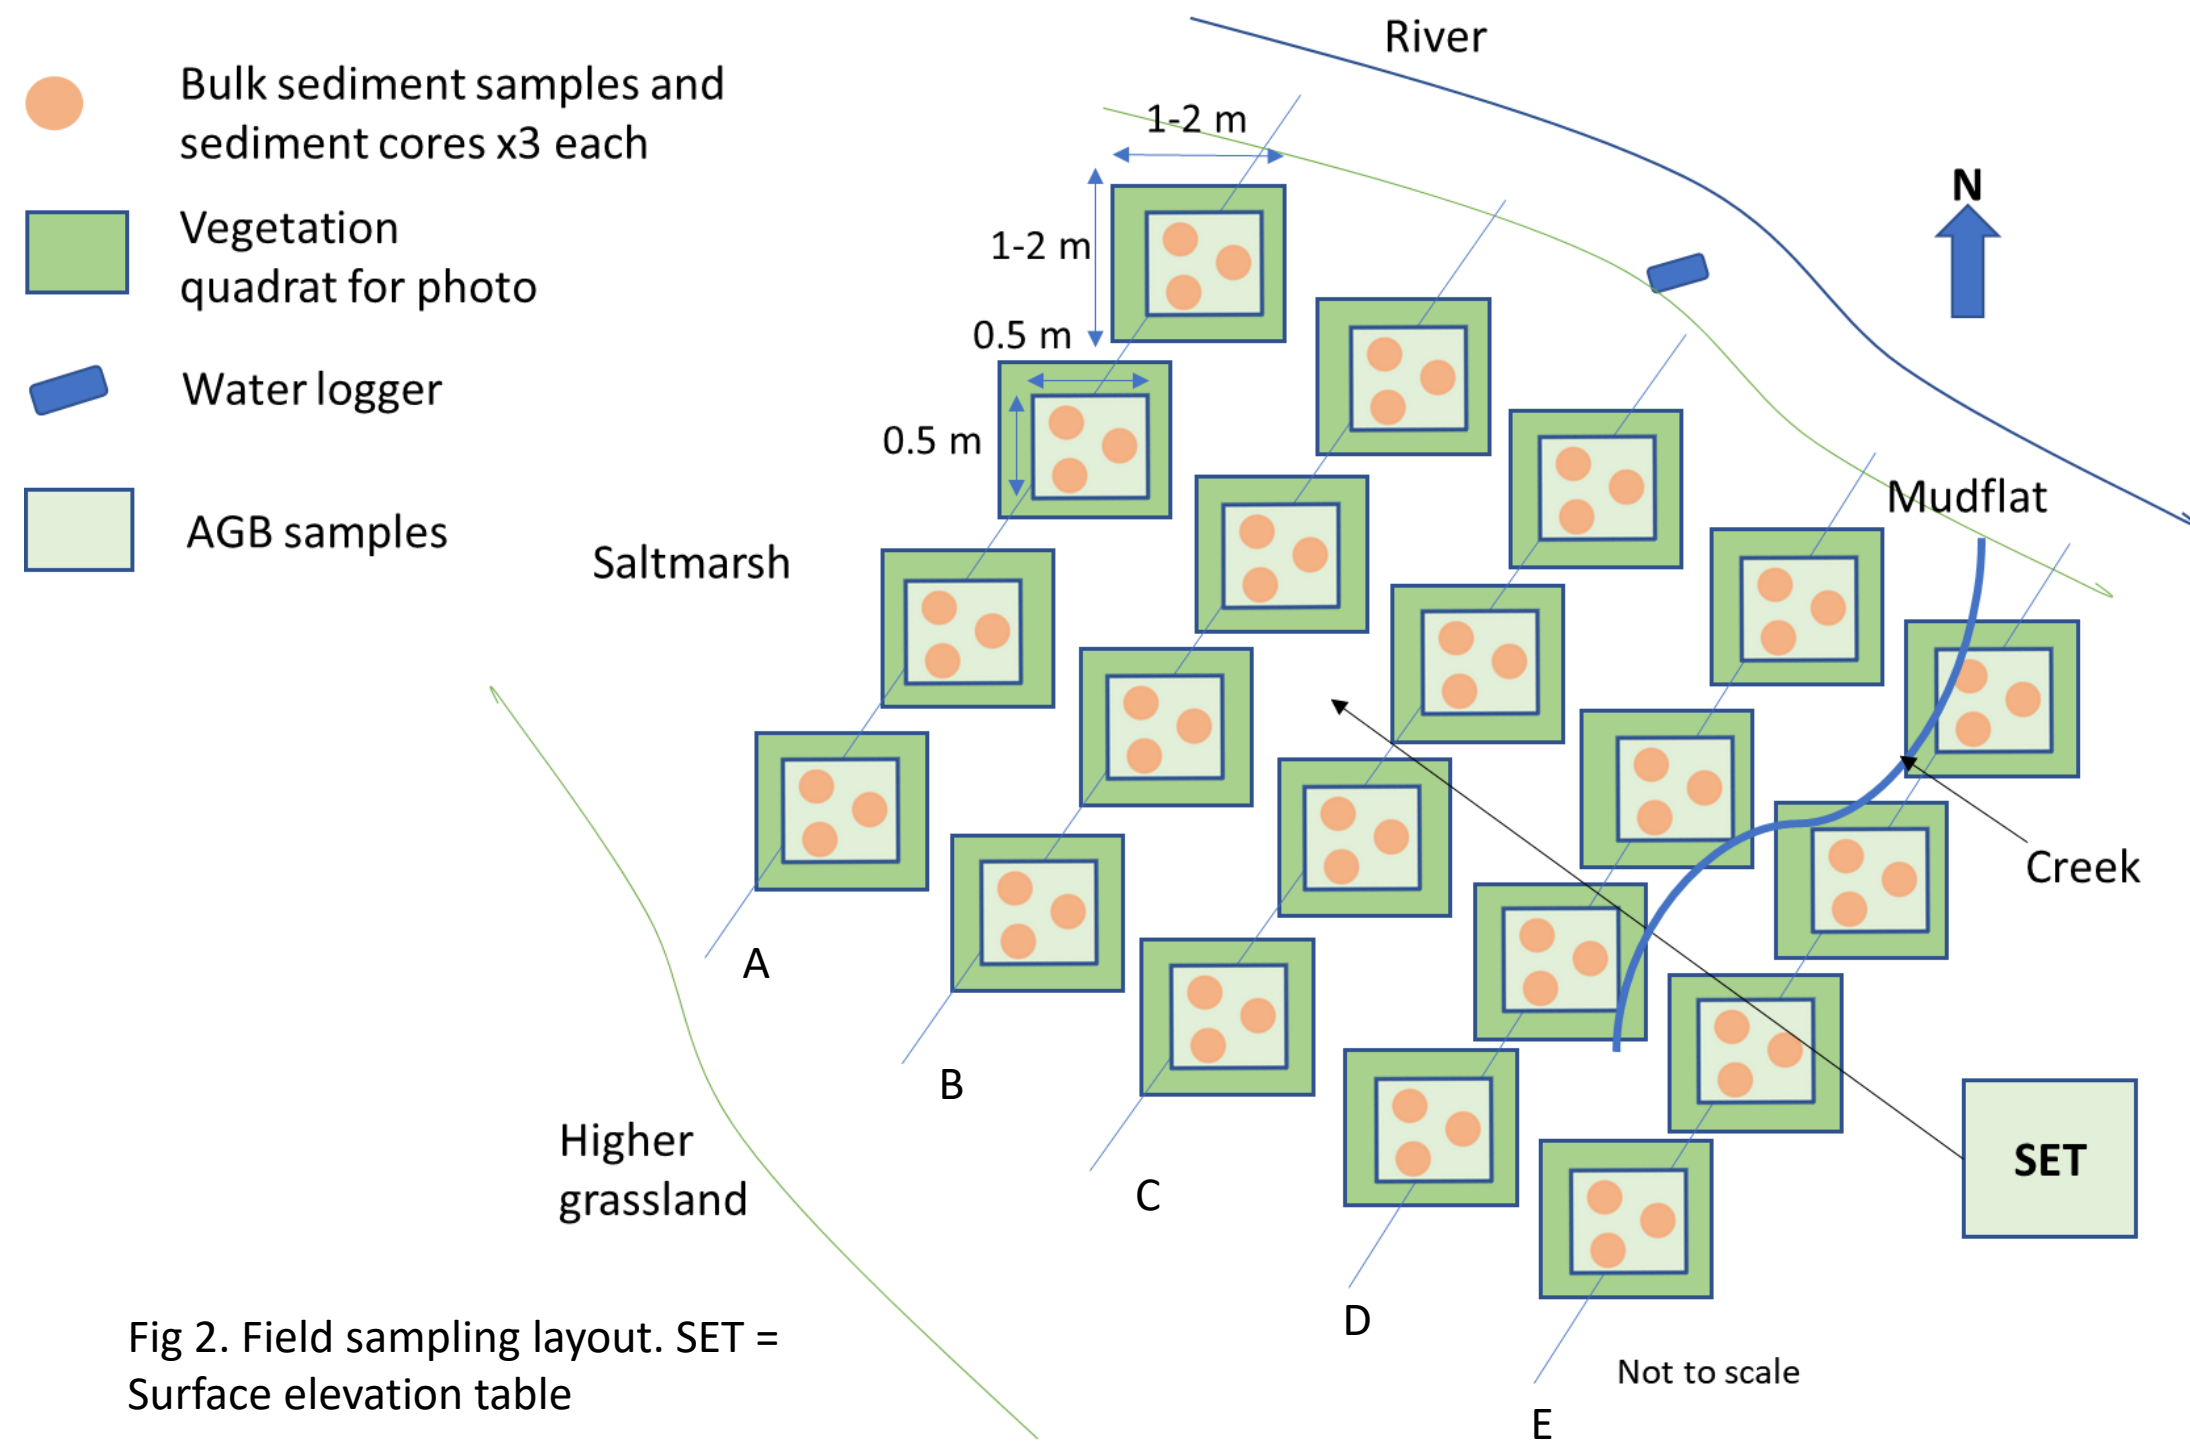 River
Bulk sediment samples and
sediment cores x3 each
1-2 m
N
Vegetation
quadrat for photo
1-2 m
0.5 m
Water logger
0.5 m
Mudflat
AGB samples
Saltmarsh
Creek
A
B
Higher
grassland
SET
C
D
Fig 2. Field sampling layout. SET =
Surface elevation table
Not to scale
E